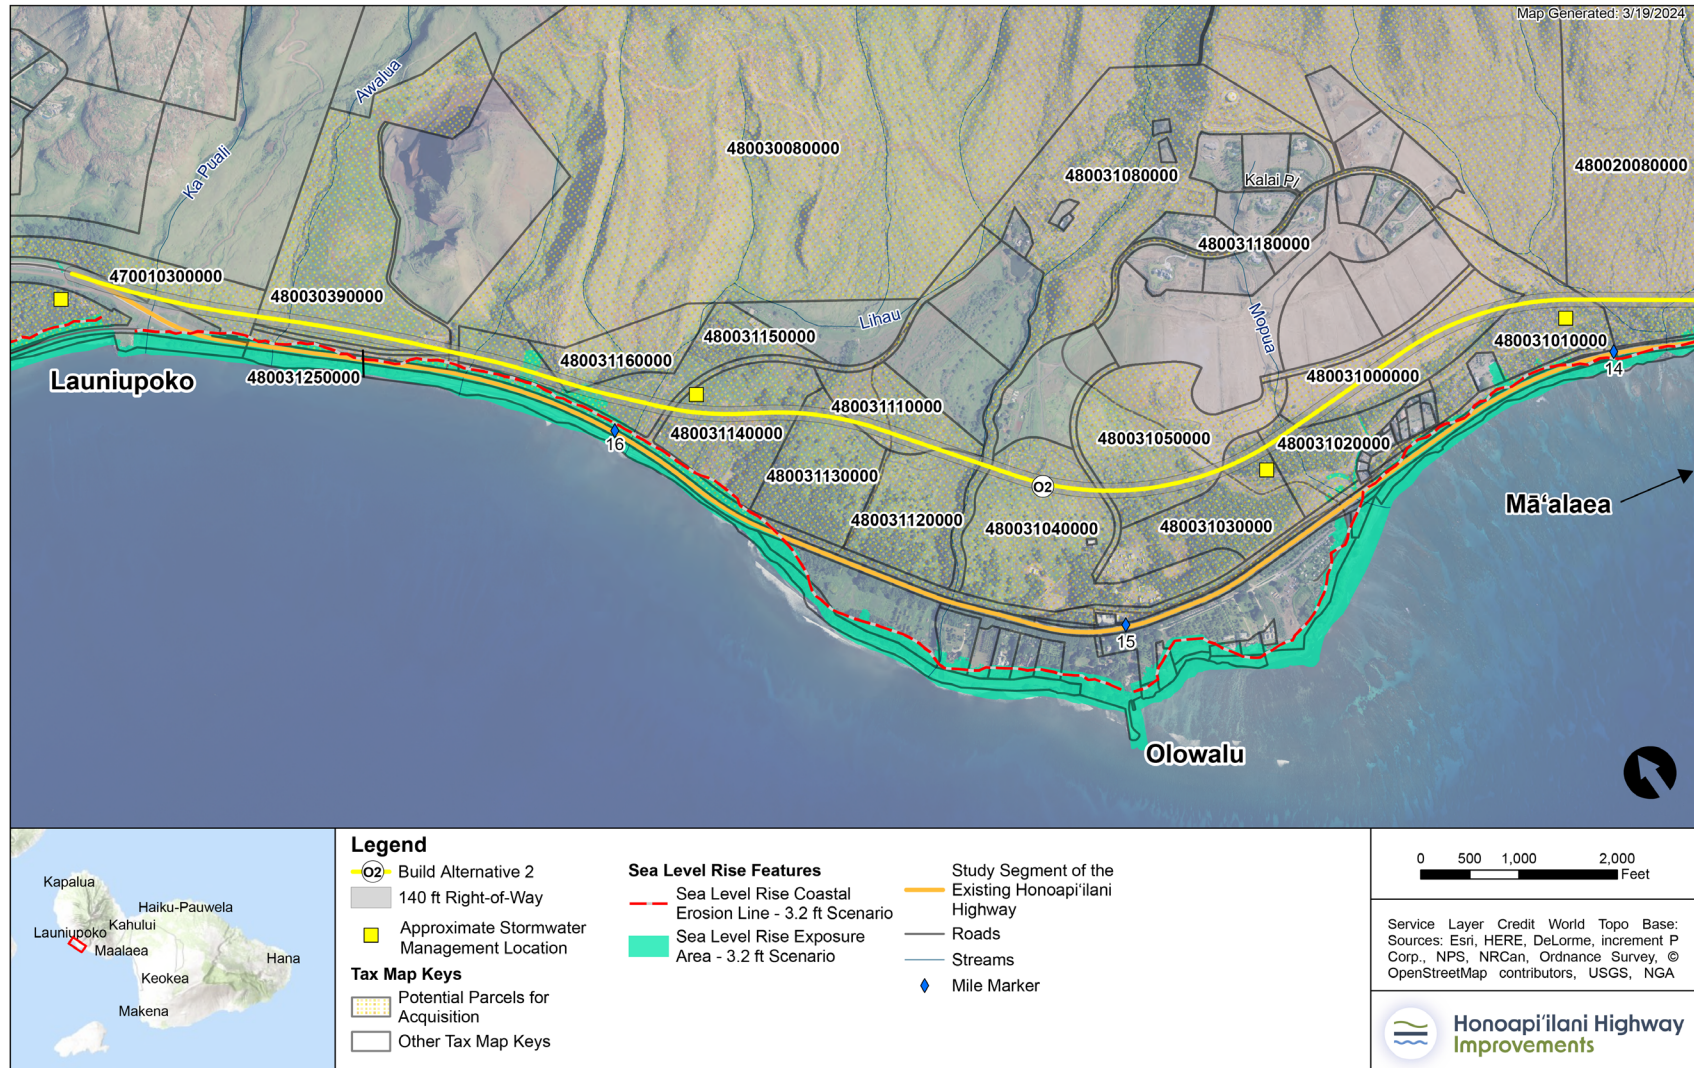 Map Generated: 3/19/2024
Awalua
Ka Puali
480030080000
480031080000
480020080000
Kalai Pl
480031180000
470010300000
480030390000
Lihau
Mopua
480031150000
480031160000
480031010000
14
480031250000
Launiupoko
480031000000
480031110000
16
480031140000
480031050000
480031020000
480031130000
O2
Mā‘alaea
480031120000
480031040000
480031030000
15
Olowalu
Kapalua
Haiku-Pauwela
Kahului
Launiupoko
Maalaea
Hana
Keokea
Makena
Legend
O2
Build Alternative 2
140 ft Right-of-Way
Approximate Stormwater
Management Location
Tax Map Keys
Potential Parcels for
Acquisition
Other Tax Map Keys
Sea Level Rise Features
Sea Level Rise Coastal
Erosion Line - 3.2 ft Scenario
Sea Level Rise Exposure
Area - 3.2 ft Scenario
Study Segment of the
Existing Honoapi‘ilani
Highway
Roads
Streams
Mile Marker
0 500 1,000 2,000
Feet
Service Layer Credit World Topo Base:
Sources: Esri, HERE, DeLorme, increment P
Corp., NPS, NRCan, Ordnance Survey, ©
OpenStreetMap contributors, USGS, NGA
Honoapi‘ilani Highway
Improvements